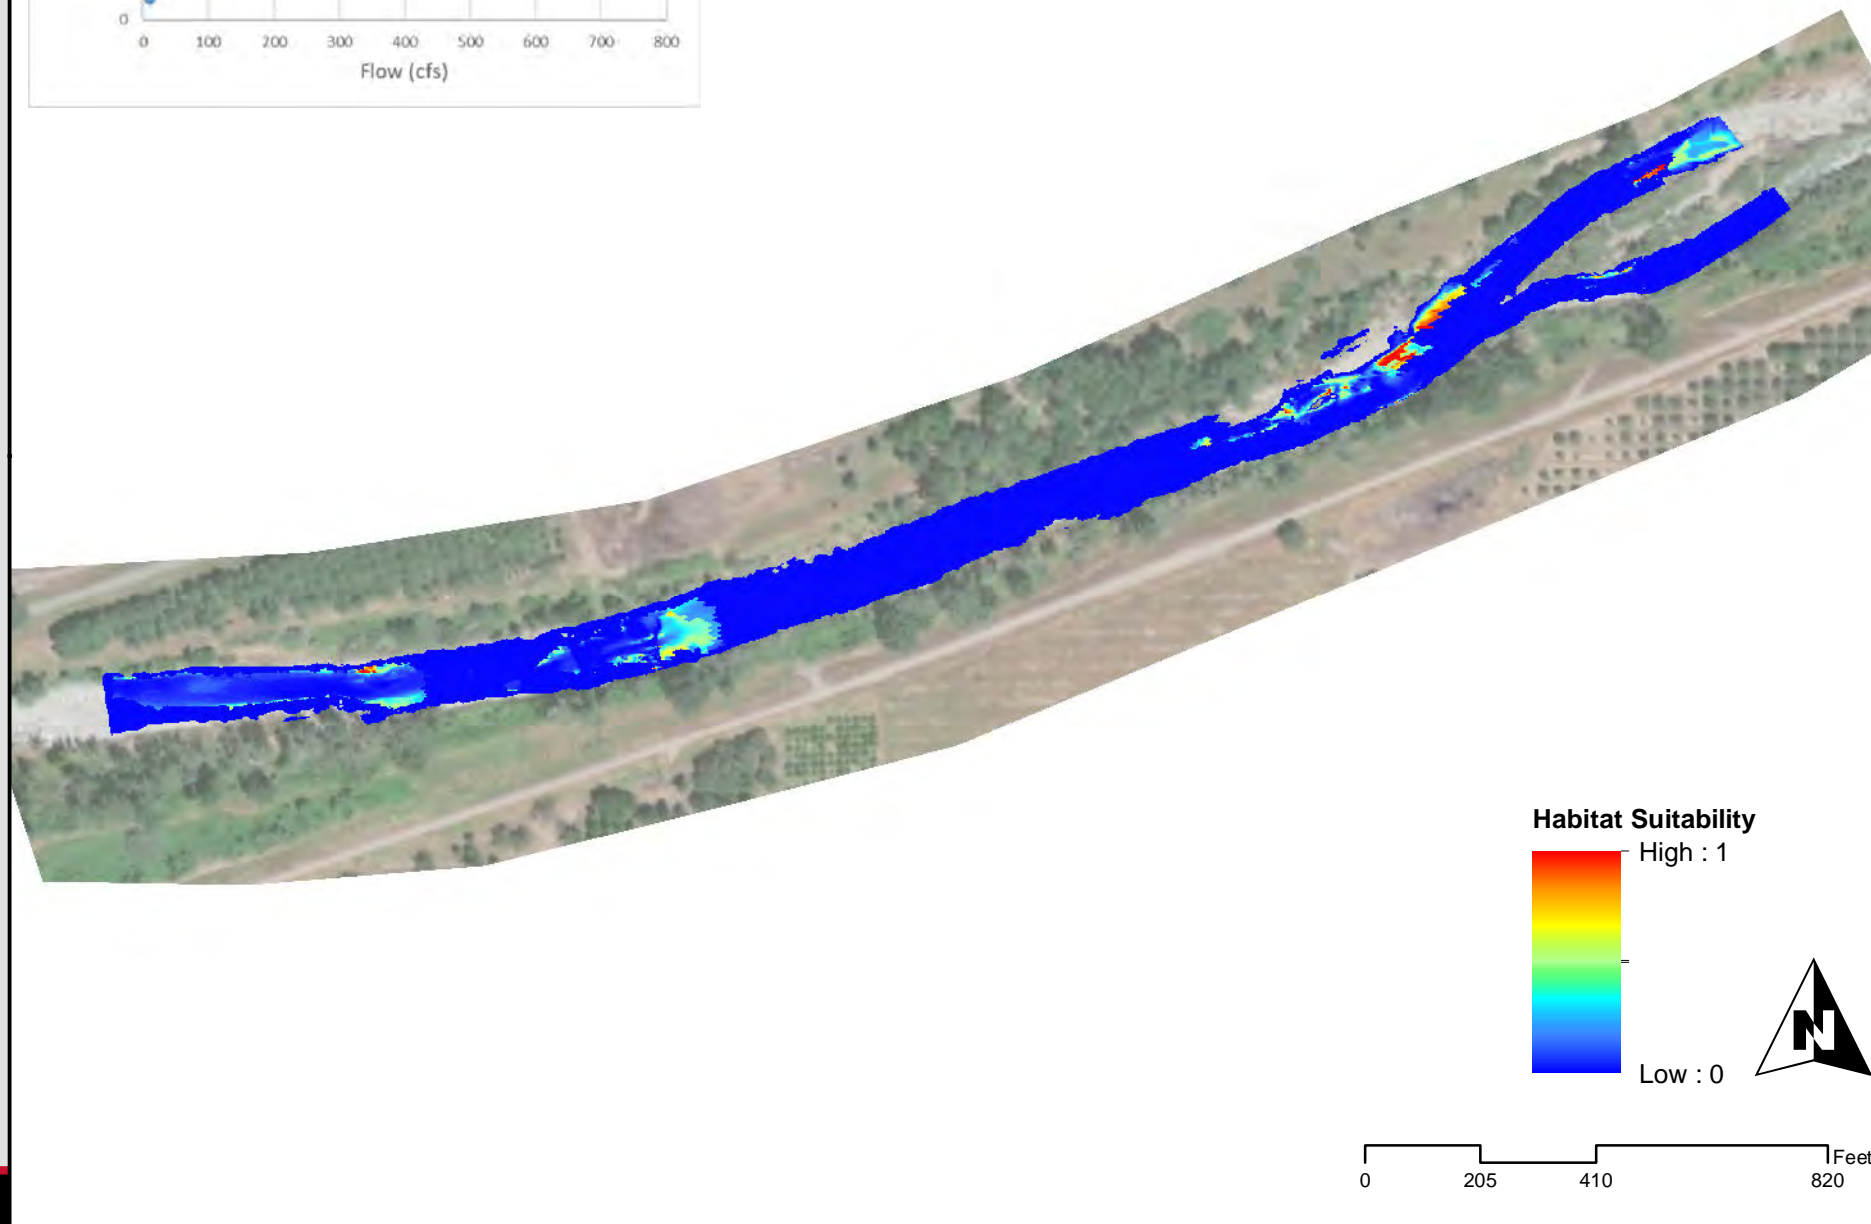 0
0 100 200 300 400 500 600 700 800
Flow (cfs)
Habitat Suitability
High : 1
Low : 0
N
Feet
0 205 410 820